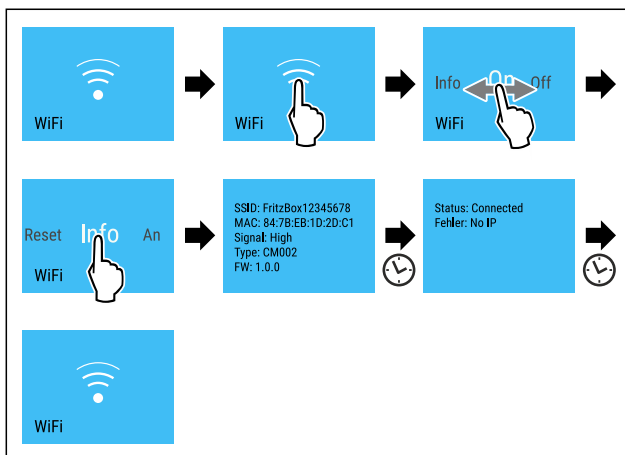 WiFi
WiFi
Info On Off
WiFi
Reset Info An
WiFi
SSID: FritzBox12345678
MAC: 84:7B:EB:1D:2D:C1
Signal: High
Type: CM002
FW: 1.0.0
Status: Connected
Fehler: No IP
WiFi